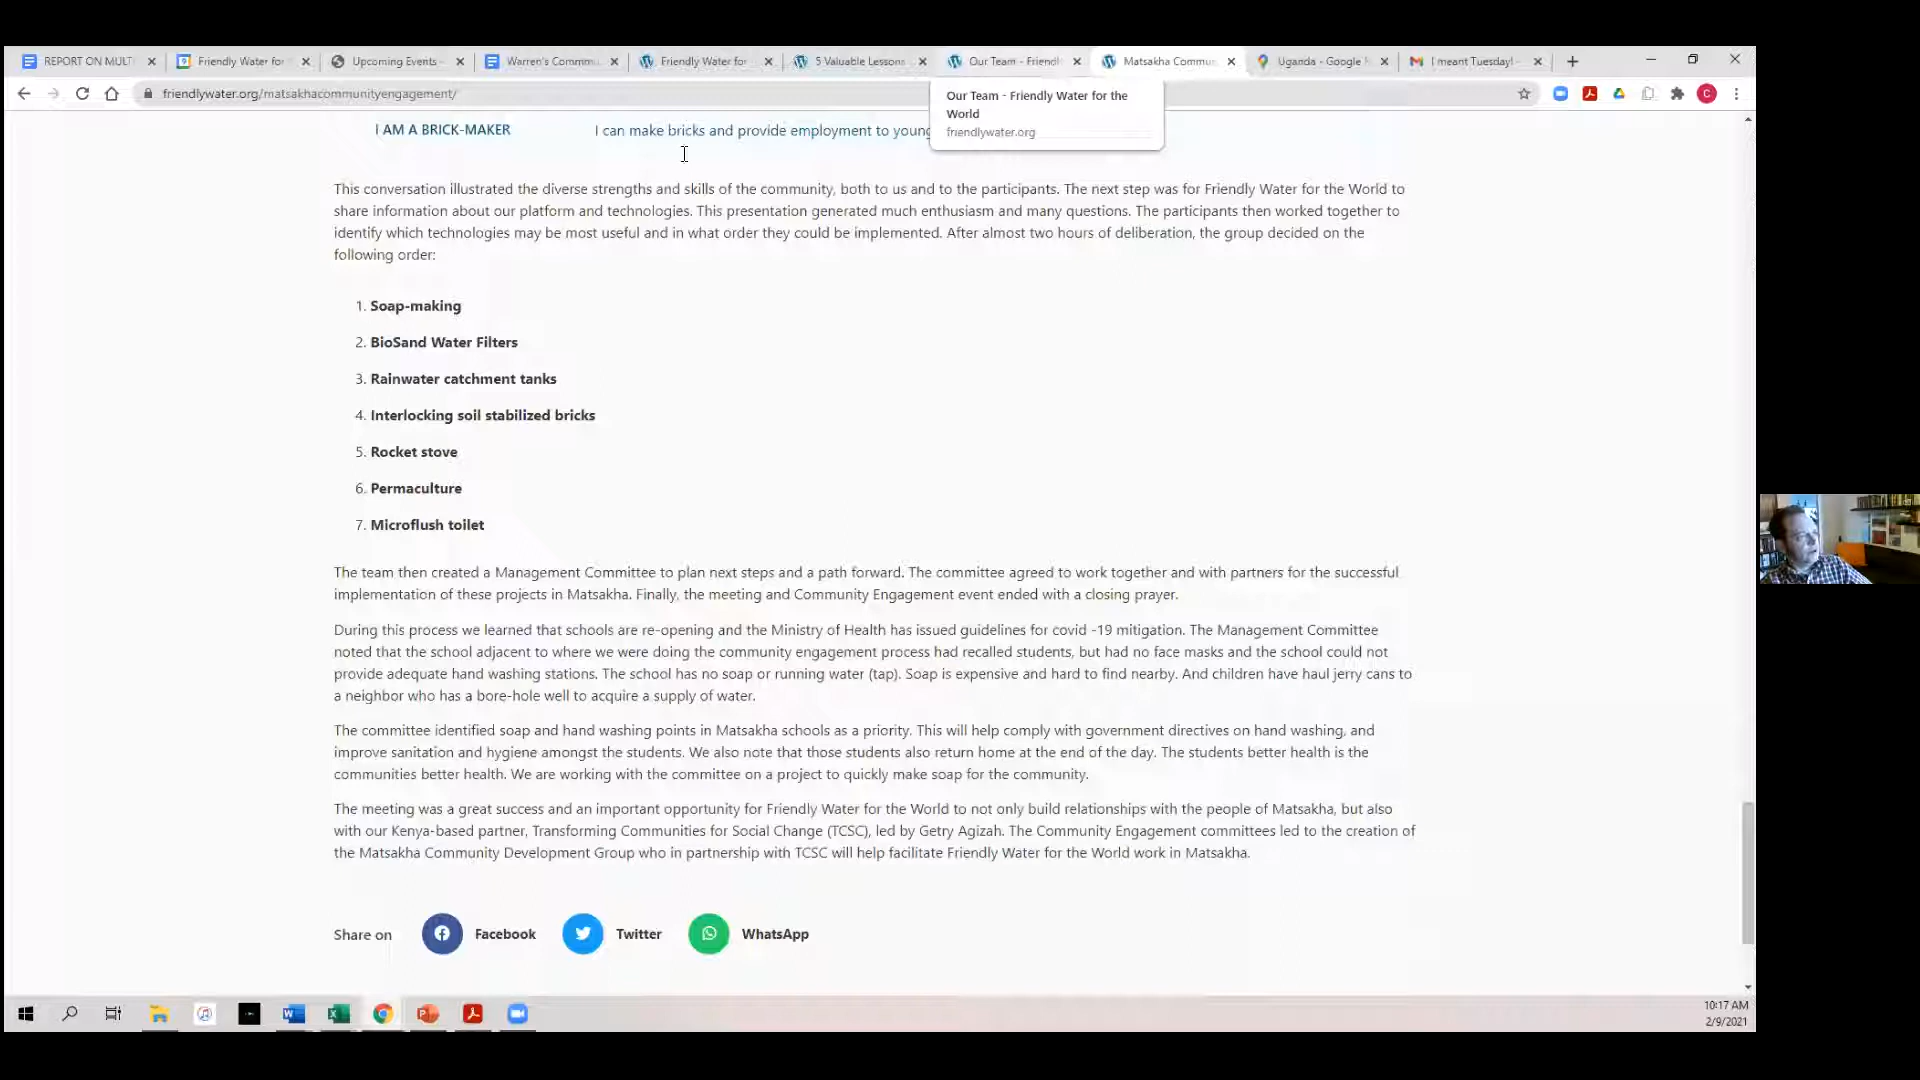 REPORT ON MULT
Friendly Water for
Upcoming Events -
Warren's Commu
Friendly Water for
5 Valuable Lessons
Our Team - Friendl
Matsakha Commu
Uganda - Google
I meant Tuesday! -
friendlywater.org/matsakhacommunityengagement/
Our Team - Friendly Water for the
World
friendlywater.org
I AM A BRICK-MAKER I can make bricks and provide employment to young
This conversation illustrated the diverse strengths and skills of the community, both to us and to the participants. The next step was for Friendly Water for the World to
share information about our platform and technologies. This presentation generated much enthusiasm and many questions. The participants then worked together to
identify which technologies may be most useful and in what order they could be implemented. After almost two hours of deliberation, the group decided on the
following order:
1. Soap-making
2. BioSand Water Filters
3. Rainwater catchment tanks
4. Interlocking soil stabilized bricks
5. Rocket stove
6. Permaculture
7. Microflush toilet
The team then created a Management Committee to plan next steps and a path forward. The committee agreed to work together and with partners for the successful
implementation of these projects in Matsakha. Finally, the meeting and Community Engagement event ended with a closing prayer.
During this process we learned that schools are re-opening and the Ministry of Health has issued guidelines for covid -19 mitigation. The Management Committee
noted that the school adjacent to where we were doing the community engagement process had recalled students, but had no face masks and the school could not
provide adequate hand washing stations. The school has no soap or running water (tap). Soap is expensive and hard to find nearby. And children have haul jerry cans to
a neighbor who has a bore-hole well to acquire a supply of water.
The committee identified soap and hand washing points in Matsakha schools as a priority. This will help comply with government directives on hand washing, and
improve sanitation and hygiene amongst the students. We also note that those students also return home at the end of the day. The students better health is the
communities better health. We are working with the committee on a project to quickly make soap for the community.
The meeting was a great success and an important opportunity for Friendly Water for the World to not only build relationships with the people of Matsakha, but also
with our Kenya-based partner, Transforming Communities for Social Change (TCSC), led by Getry Agizah. The Community Engagement committees led to the creation of
the Matsakha Community Development Group who in partnership with TCSC will help facilitate Friendly Water for the World work in Matsakha.
Share on Facebook Twitter WhatsApp
10:17 AM
2/9/2021